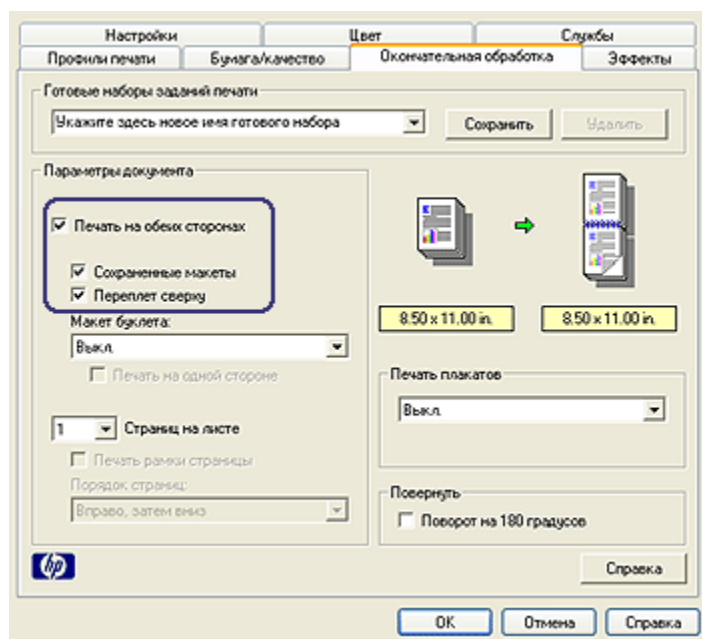 Настройки Цвет Службы
Профили печати Бумага/качество Окончательная обработка Эффекты
Готовые наборы заданий печати
Укажите здесь новое имя готового набора Сохранить Удалить
Параметры документа
Печать на обеих сторонах
Сохраненные макеты
Переплет сверху
Макет буклета:
Выкл.
Печать на одной стороне
1 Страниц на листе
Печать рамки страницы
Порядок страниц:
Вправо, затем вниз
8.50 x 11.00 in. 8.50 x 11.00 in.
Печать плакатов
Выкл.
Повернуть
Поворот на 180 градусов
hp Справка
OK Отмена Справка